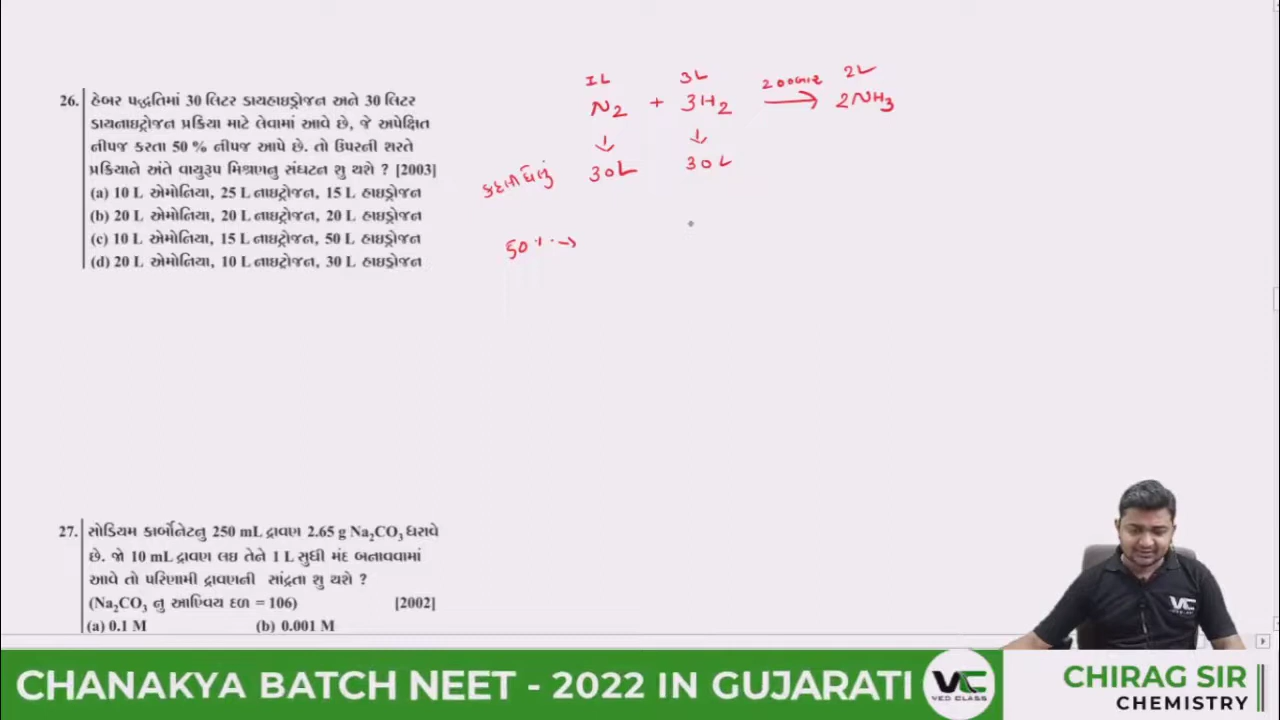 26. હેબર પદ્ધતિમાં 30 લિટર ડાયહાઇડ્રોજન અને 30 લિટર
ડાયનાઇટ્રોજન પ્રક્રિયા માટે લેવામાં આવે છે, જે અપેક્ષિત
નીપજ કરતા 50 % નીપજ આપે છે. તો ઉપરની શરતે
પ્રક્રિયાને અંતે વાયુરૂપ મિશ્રણનુ સંઘટન શુ થશે ? [2003]
(a) 10 L એમોનિયા, 25 L નાઇટ્રોજન, 15 L હાઇડ્રોજન
(b) 20 L એમોનિયા, 20 L નાઇટ્રોજન, 20 L હાઇડ્રોજન
(c) 10 L એમોનિયા, 15 L નાઇટ્રોજન, 50 L હાઇડ્રોજન
(d) 20 L એમોનિયા, 10 L નાઇટ્રોજન, 30 L હાઇડ્રોજન
1L 3L 200બાર 2L
N2 + 3H2 → 2NH3
↓ ↓
30L 30L
50% →
27. સોડિયમ કાર્બોનેટનુ 250 mL દ્રાવણ 2.65 g Na₂CO₃ ધરાવે
છે. જો 10 mL દ્રાવણ લઇ તેને 1 L સુધી મંદ બનાવવામાં
આવે તો પરિણામી દ્રાવણની સાંદ્રતા શુ થશે ?
(Na₂CO₃ નુ આણ્વિય દળ = 106) [2002]
(a) 0.1 M (b) 0.001 M
VC
CHANAKYA BATCH NEET - 2022 IN GUJARATI
VC
VED CLASS
CHIRAG SIR
CHEMISTRY